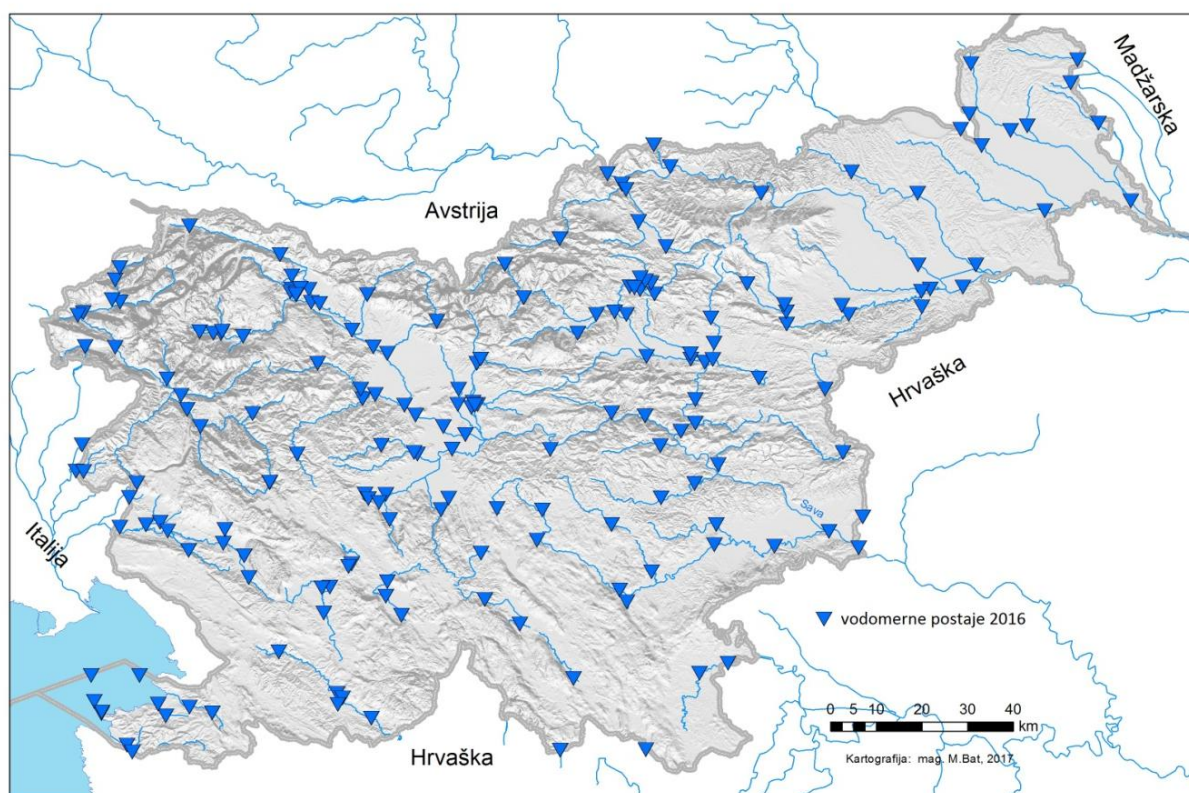 Madžarska
Avstrija
Hrvaška
Sava
Italija
vodomerne postaje 2016
0 5 10 20 30 40
km
Kartografija: mag. M.Bat, 2017
Hrvaška